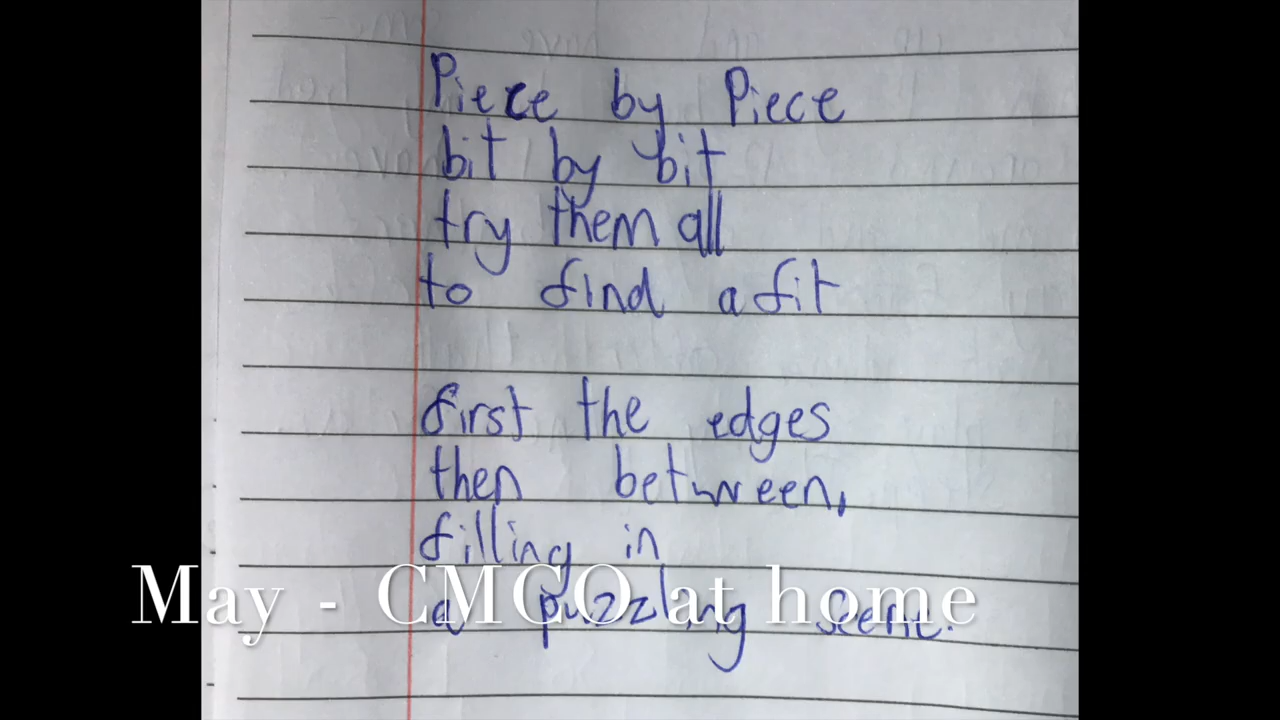 Piece by Piece
bit by bit
try them all
to find a fit
first the edges
then between,
filling in
a puzzling
May - CMCO at home